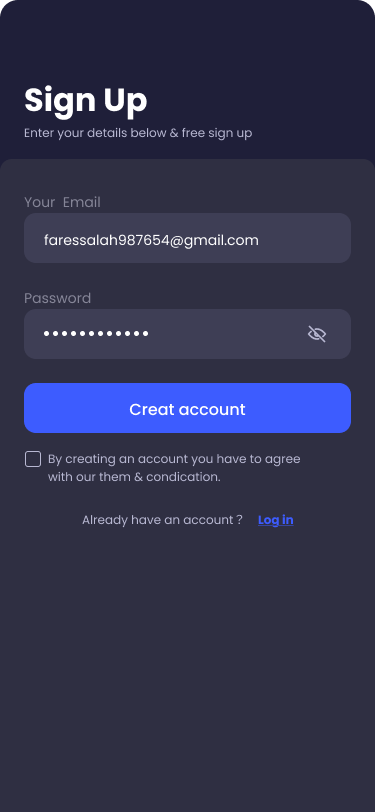 Sign Up
Enter your details below & free sign up
Your  Email
faressalah987654@gmail.com
Password
••••••••••••
Creat account
By creating an account you have to agree
with our them & condication.
Already have an account ?   Log in